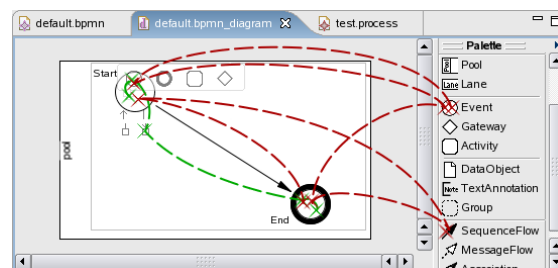 default.bpmn
default.bpmn_diagram
test.process
Palette
Start
Pool
Lane
Lane
Event
Gateway
Activity
pool
DataObject
Note
TextAnnotation
Group
End
SequenceFlow
MessageFlow